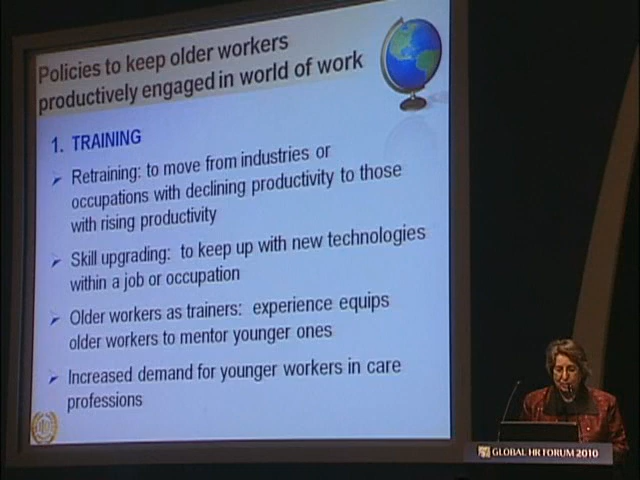 Policies to keep older workers
productively engaged in world of work
1. TRAINING
➢ Retraining: to move from industries or
occupations with declining productivity to those
with rising productivity
➢ Skill upgrading: to keep up with new technologies
within a job or occupation
➢ Older workers as trainers: experience equips
older workers to mentor younger ones
➢ Increased demand for younger workers in care
professions
GLOBAL HR FORUM 2010